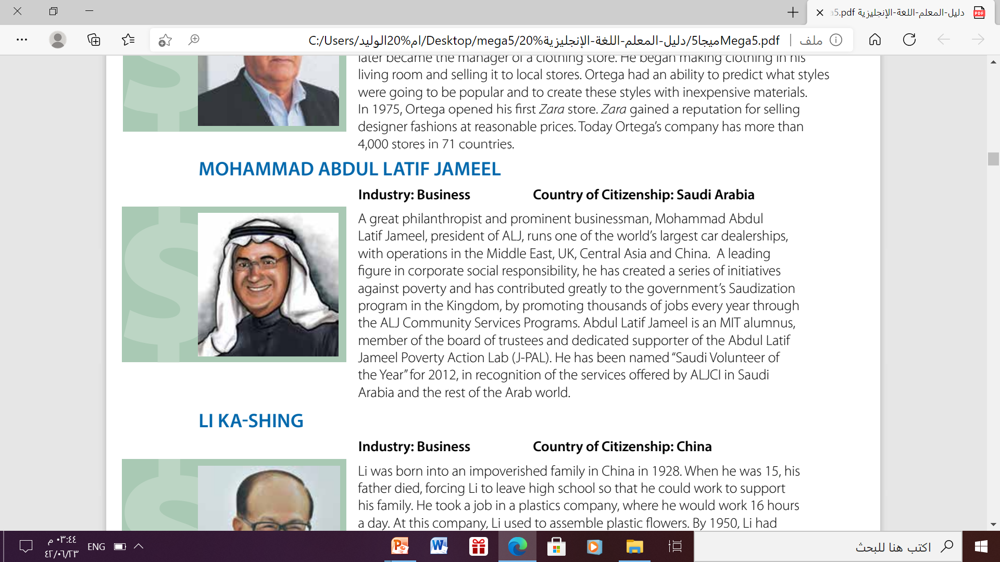 دليل-المعلم-اللغة-الإنجليزية a5.pdf
ملف
C:/Users/ام%20الوليد/Desktop/mega5/20%دليل-المعلم-اللغة-الإنجليزية/ميجا5Mega5.pdf
later became the manager of a clothing store. He began making clothing in his
living room and selling it to local stores. Ortega had an ability to predict what styles
were going to be popular and to create these styles with inexpensive materials.
In 1975, Ortega opened his first Zara store. Zara gained a reputation for selling
designer fashions at reasonable prices. Today Ortega's company has more than
4,000 stores in 71 countries.
MOHAMMAD ABDUL LATIF JAMEEL
Industry: Business Country of Citizenship: Saudi Arabia
A great philanthropist and prominent businessman, Mohammad Abdul
Latif Jameel, president of ALJ, runs one of the world's largest car dealerships,
with operations in the Middle East, UK, Central Asia and China. A leading
figure in corporate social responsibility, he has created a series of initiatives
against poverty and has contributed greatly to the government's Saudization
program in the Kingdom, by promoting thousands of jobs every year through
the ALJ Community Services Programs. Abdul Latif Jameel is an MIT alumnus,
member of the board of trustees and dedicated supporter of the Abdul Latif
Jameel Poverty Action Lab (J-PAL). He has been named “Saudi Volunteer of
the Year” for 2012, in recognition of the services offered by ALJCI in Saudi
Arabia and the rest of the Arab world.
LI KA-SHING
Industry: Business Country of Citizenship: China
Li was born into an impoverished family in China in 1928. When he was 15, his
father died, forcing Li to leave high school so that he could work to support
his family. He took a job in a plastics company, where he would work 16 hours
a day. At this company, Li used to assemble plastic flowers. By 1950, Li had
اكتب هنا للبحث
ENG
٠٣:٤٤ م
٤٢/٠٦/٢٣